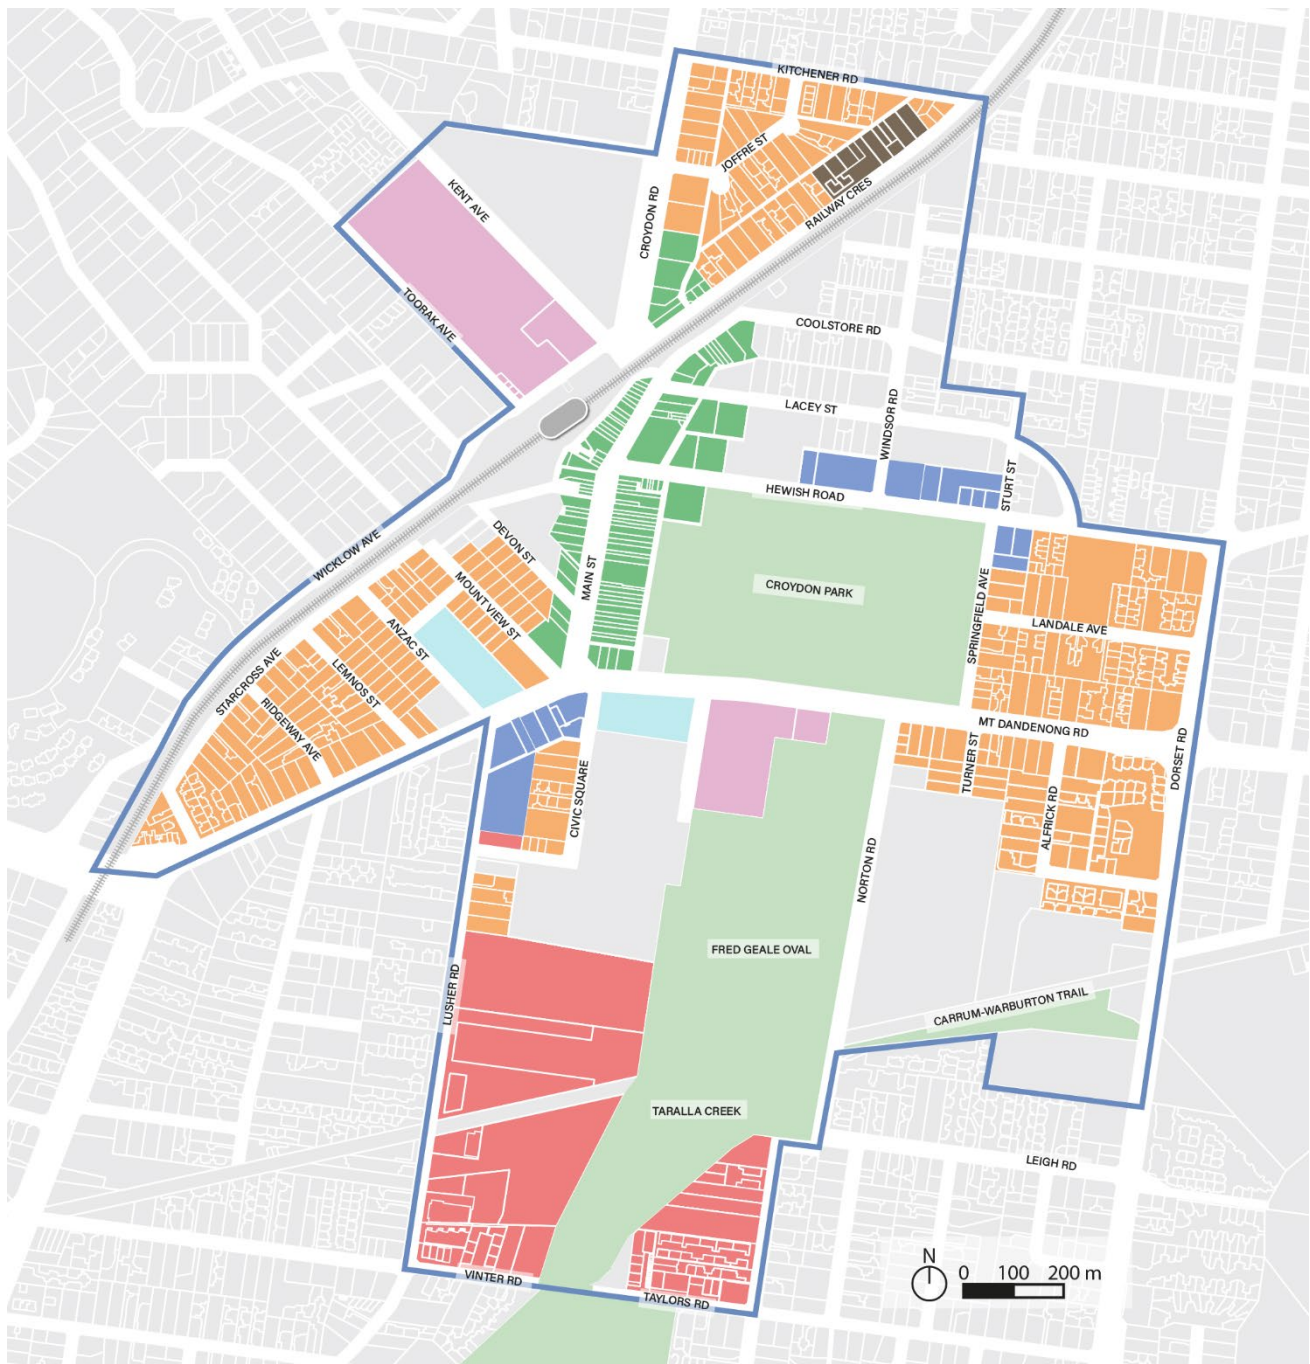 KITCHENER RD
JOFFRE ST
KENT AVE
CROYDON RD
RAILWAY CRES
TOORAK AVE
COOLSTORE RD
LACEY ST
WINDSOR RD
HEWISH ROAD
STURT ST
DEVON ST
WICKLOW AVE
MAIN ST
CROYDON PARK
MOUNT VIEW ST
SPRINGFIELD AVE
LANDALE AVE
ANZAC ST
STARCROSS AVE
LEMNOS ST
RIDGEWAY AVE
MT DANDENONG RD
TURNER ST
DORSET RD
CIVIC SQUARE
ALFRICK RD
NORTON RD
FRED GEALE OVAL
LUSHER RD
CARRUM-WARBURTON TRAIL
TARALLA CREEK
LEIGH RD
N
0 100 200 m
VINTER RD
TAYLORS RD